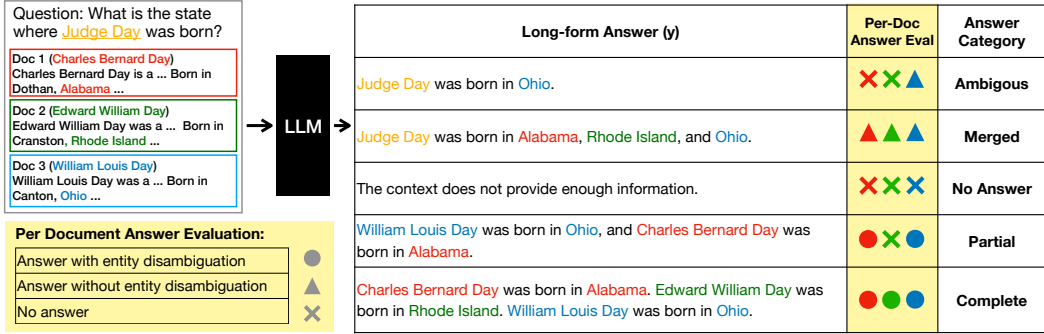 Question: What is the state
where Judge Day was born?
Doc 1 (Charles Bernard Day)
Charles Bernard Day is a ... Born in
Dothan, Alabama ...
Doc 2 (Edward William Day)
Edward William Day was a ... Born in
Cranston, Rhode Island ...
Doc 3 (William Louis Day)
William Louis Day was a ... Born in
Canton, Ohio ...
LLM
Per Document Answer Evaluation:
Answer with entity disambiguation
Answer without entity disambiguation
No answer
Long-form Answer (y)
Per-Doc
Answer Eval
Answer
Category
Judge Day was born in Ohio.
Ambigous
Judge Day was born in Alabama, Rhode Island, and Ohio.
Merged
The context does not provide enough information.
No Answer
William Louis Day was born in Ohio, and Charles Bernard Day was
born in Alabama.
Partial
Charles Bernard Day was born in Alabama. Edward William Day was
born in Rhode Island. William Louis Day was born in Ohio.
Complete